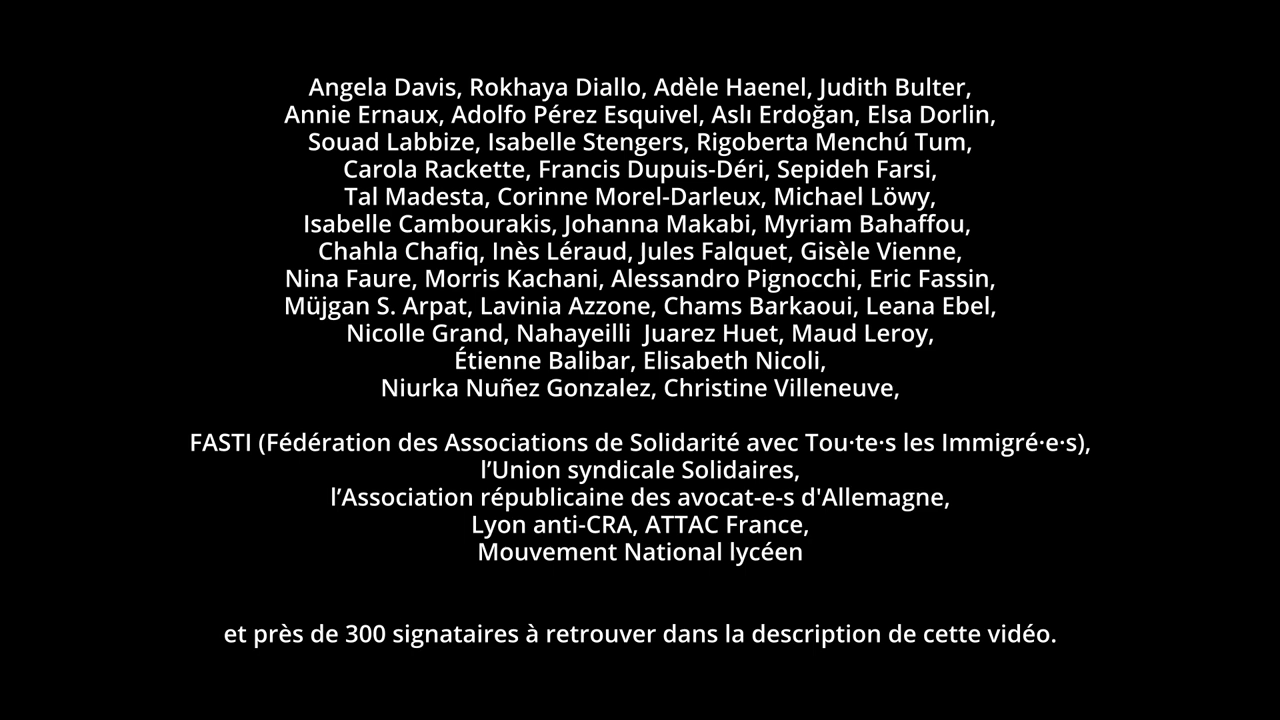 Angela Davis, Rokhaya Diallo, Adèle Haenel, Judith Bulter,
Annie Ernaux, Adolfo Pérez Esquivel, Aslı Erdoğan, Elsa Dorlin,
Souad Labbize, Isabelle Stengers, Rigoberta Menchú Tum,
Carola Rackette, Francis Dupuis-Déri, Sepideh Farsi,
Tal Madesta, Corinne Morel-Darleux, Michael Löwy,
Isabelle Cambourakis, Johanna Makabi, Myriam Bahaffou,
Chahla Chafiq, Inès Léraud, Jules Falquet, Gisèle Vienne,
Nina Faure, Morris Kachani, Alessandro Pignocchi, Eric Fassin,
Müjgan S. Arpat, Lavinia Azzone, Chams Barkaoui, Leana Ebel,
Nicolle Grand, Nahayeilli  Juarez Huet, Maud Leroy,
Étienne Balibar, Elisabeth Nicoli,
Niurka Nuñez Gonzalez, Christine Villeneuve,
FASTI (Fédération des Associations de Solidarité avec Tou·te·s les Immigré·e·s),
l’Union syndicale Solidaires,
l’Association républicaine des avocat-e-s d'Allemagne,
Lyon anti-CRA, ATTAC France,
Mouvement National lycéen
et près de 300 signataires à retrouver dans la description de cette vidéo.